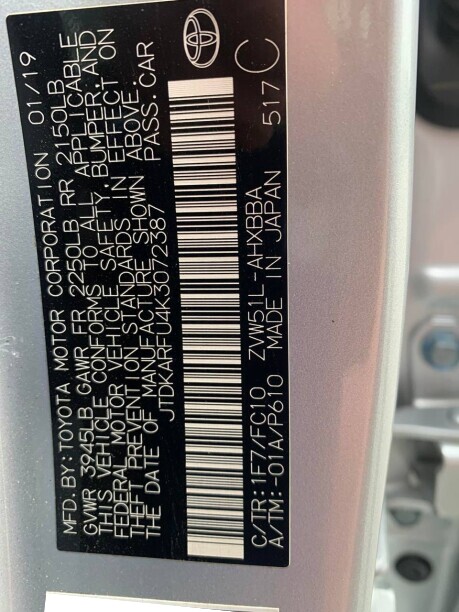 MFD. BY: TOYOTA MOTOR CORPORATION 01/19
GVWR 3945LB GAWR FR 2250LB RR 2150LB
THIS VEHICLE CONFORMS TO ALL APPLICABLE
FEDERAL MOTOR VEHICLE SAFETY, BUMPER, AND
THEFT PREVENTION STANDARDS IN EFFECT ON
THE DATE OF MANUFACTURE SHOWN ABOVE.
JTDKARFU4K3072387 PASS. CAR
C/TR: 1F7/FC10 ZVW51L-AHXBBA
A/TM: -01A/P610 MADE IN JAPAN 517 C